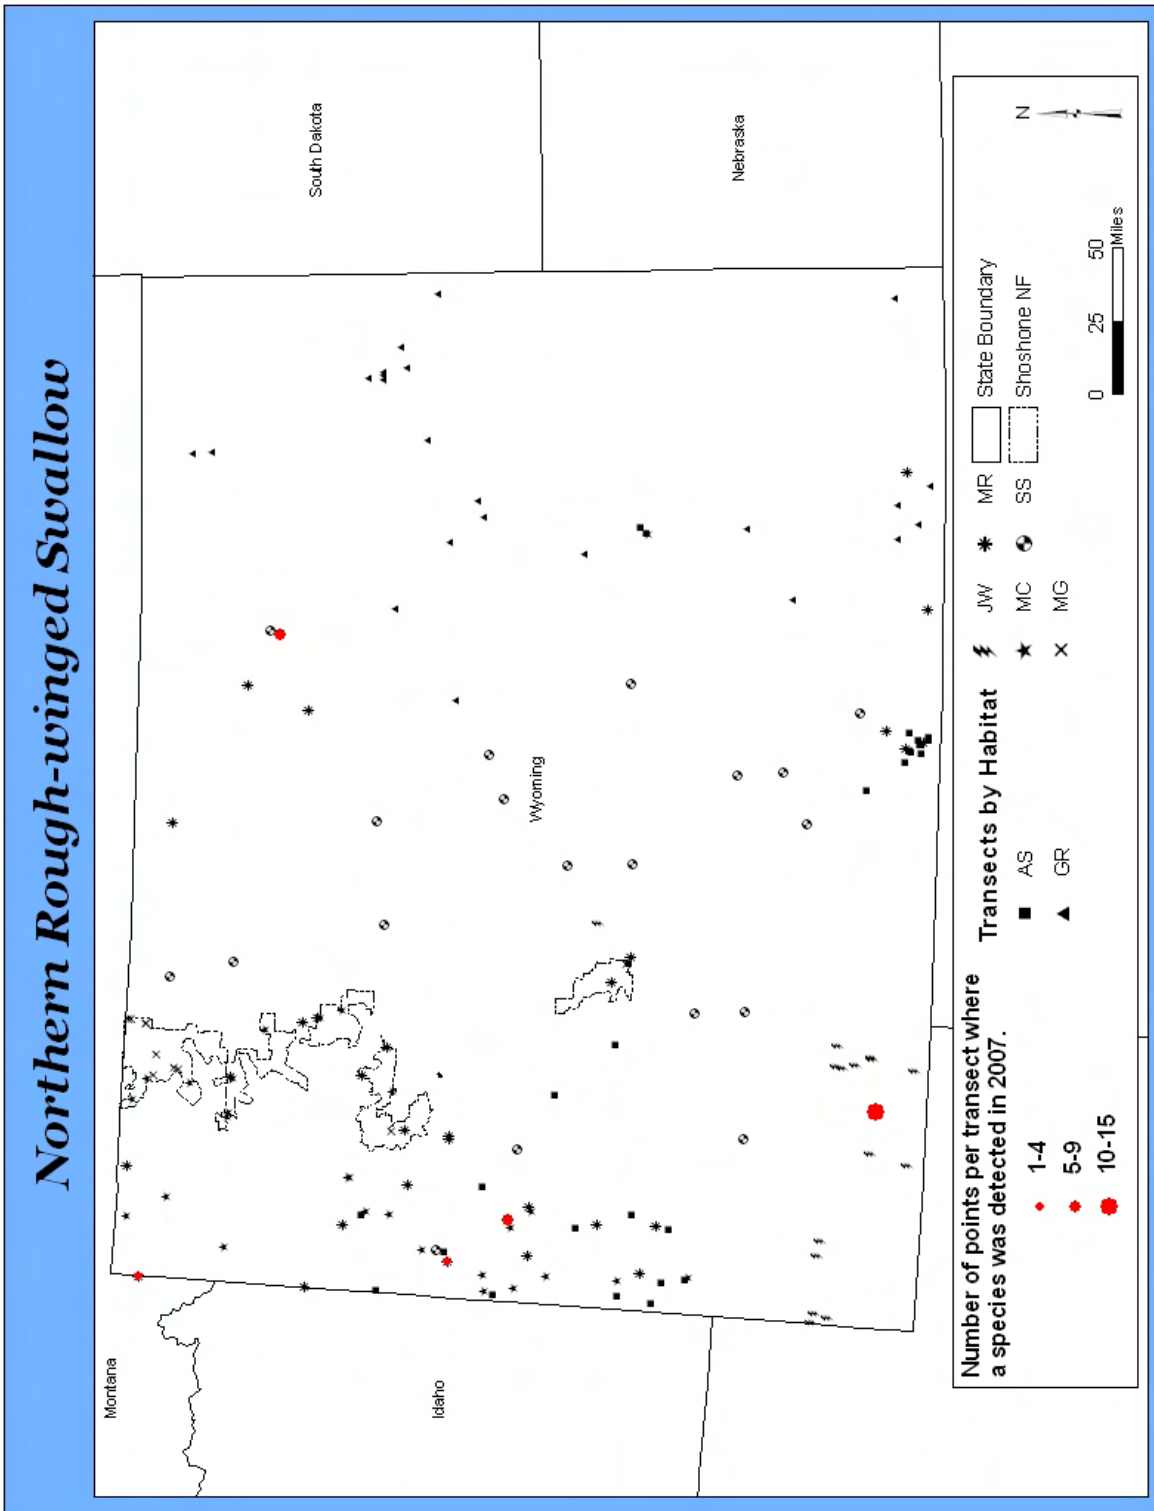 Northern Rough-winged Swallow
Montana
Idaho
Wyoming
South Dakota
Nebraska
Number of points per transect where
a species was detected in 2007.
1-4
5-9
10-15
Transects by Habitat
AS
GR
JW
MC
MG
MR
SS
State Boundary
Shoshone NF
N
0 25 50
Miles